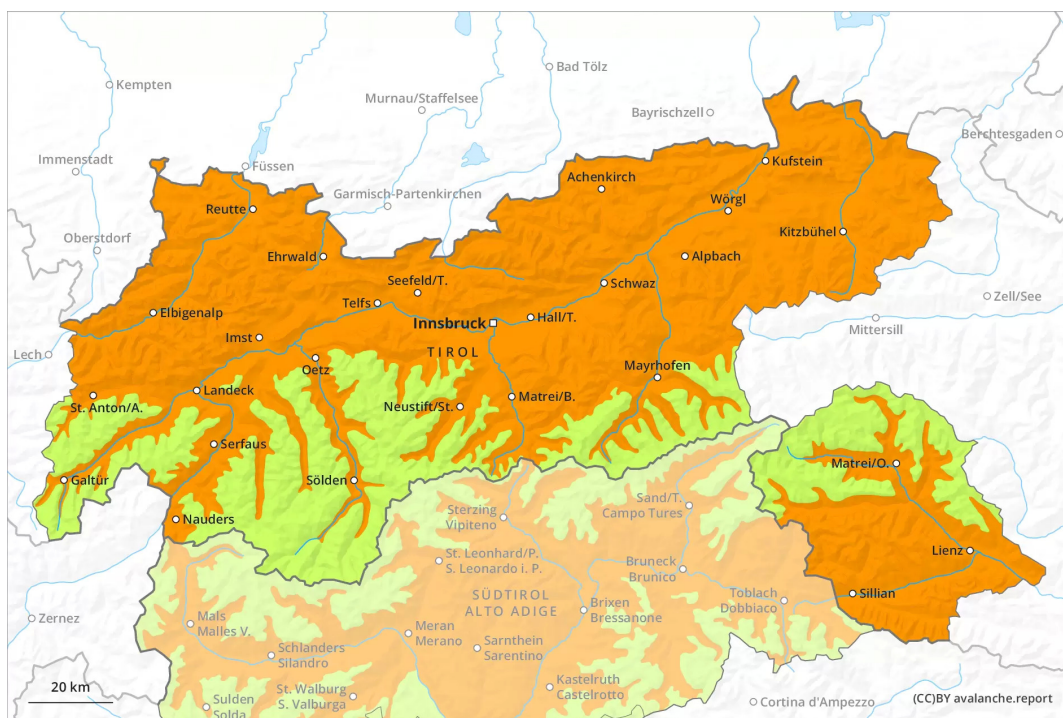 Kempten
Bad Tölz
Murnau/Staffelsee
Bayrischzell
Berchtesgaden
Immenstadt
Füssen
Kufstein
Achenkirch
Garmisch-Partenkirchen
Reutte
Wörgl
Oberstdorf
Kitzbühel
Ehrwald
Alpbach
Seefeld/T.
Schwaz
Zell/See
Telfs
Elbigenalp
Innsbruck
Hall/T.
Mittersill
Imst
Lech
TIROL
Oetz
Mayrhofen
Landeck
St. Anton/A.
Neustift/St.
Matrei/B.
Serfaus
Matrei/O.
Galtür
Sölden
Sand/T.
Campo Tures
Sterzing
Vipiteno
Nauders
Lienz
St. Leonhard/P.
S. Leonardo i. P.
Bruneck
Brunico
Sillian
SÜDTIROL
ALTO ADIGE
Toblach
Dobbiaco
Zernez
Mals
Malles V.
Brixen
Bressanone
Meran
Merano
Sarnthein
Sarentino
Schlanders
Silandro
20 km
St. Walburg
S. Valburga
Kastelruth
Castelrotto
Sulden
Solda
Cortina d'Ampezzo
(CC)BY avalanche.report